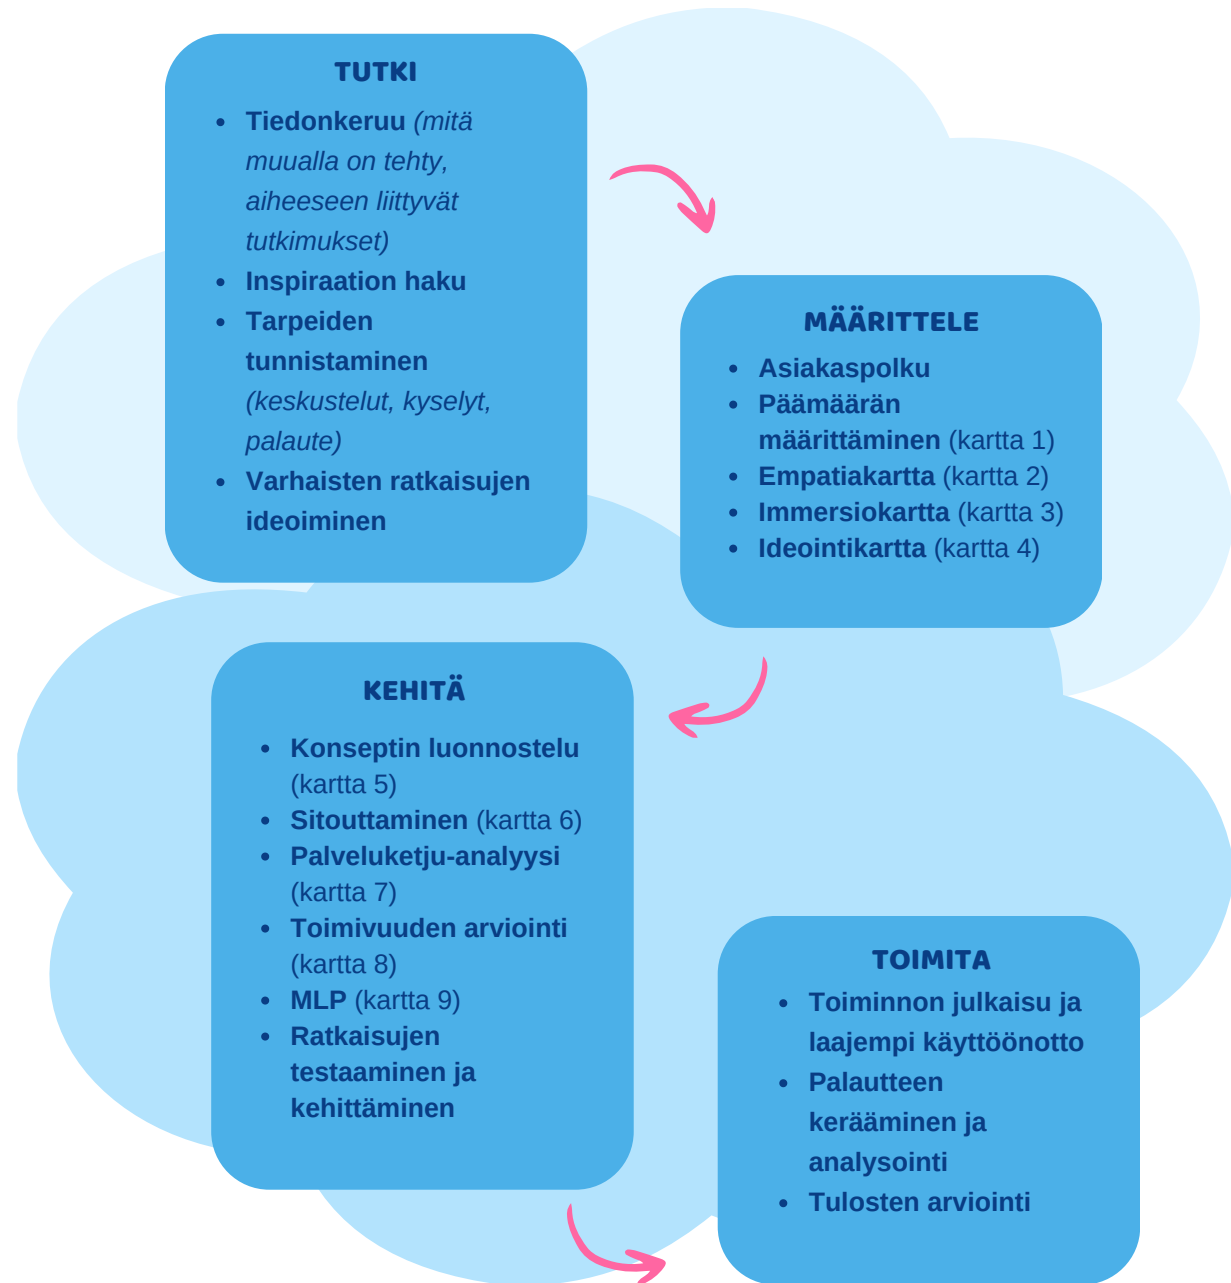 TUTKI
• Tiedonkeruu (mitä
muualla on tehty,
aiheeseen liittyvät
tutkimukset)
• Inspiraation haku
• Tarpeiden
tunnistaminen
(keskustelut, kyselyt,
palaute)
• Varhaisten ratkaisujen
ideoiminen
MÄÄRITTELE
• Asiakaspolku
• Päämäärän
määrittäminen (kartta 1)
• Empatiakartta (kartta 2)
• Immersiokartta (kartta 3)
• Ideointikartta (kartta 4)
KEHITÄ
• Konseptin luonnostelu
(kartta 5)
• Sitouttaminen (kartta 6)
• Palveluketju-analyysi
(kartta 7)
• Toimivuuden arviointi
(kartta 8)
• MLP (kartta 9)
• Ratkaisujen
testaaminen ja
kehittäminen
TOIMITA
• Toiminnon julkaisu ja
laajempi käyttöönotto
• Palautteen
kerääminen ja
analysointi
• Tulosten arviointi